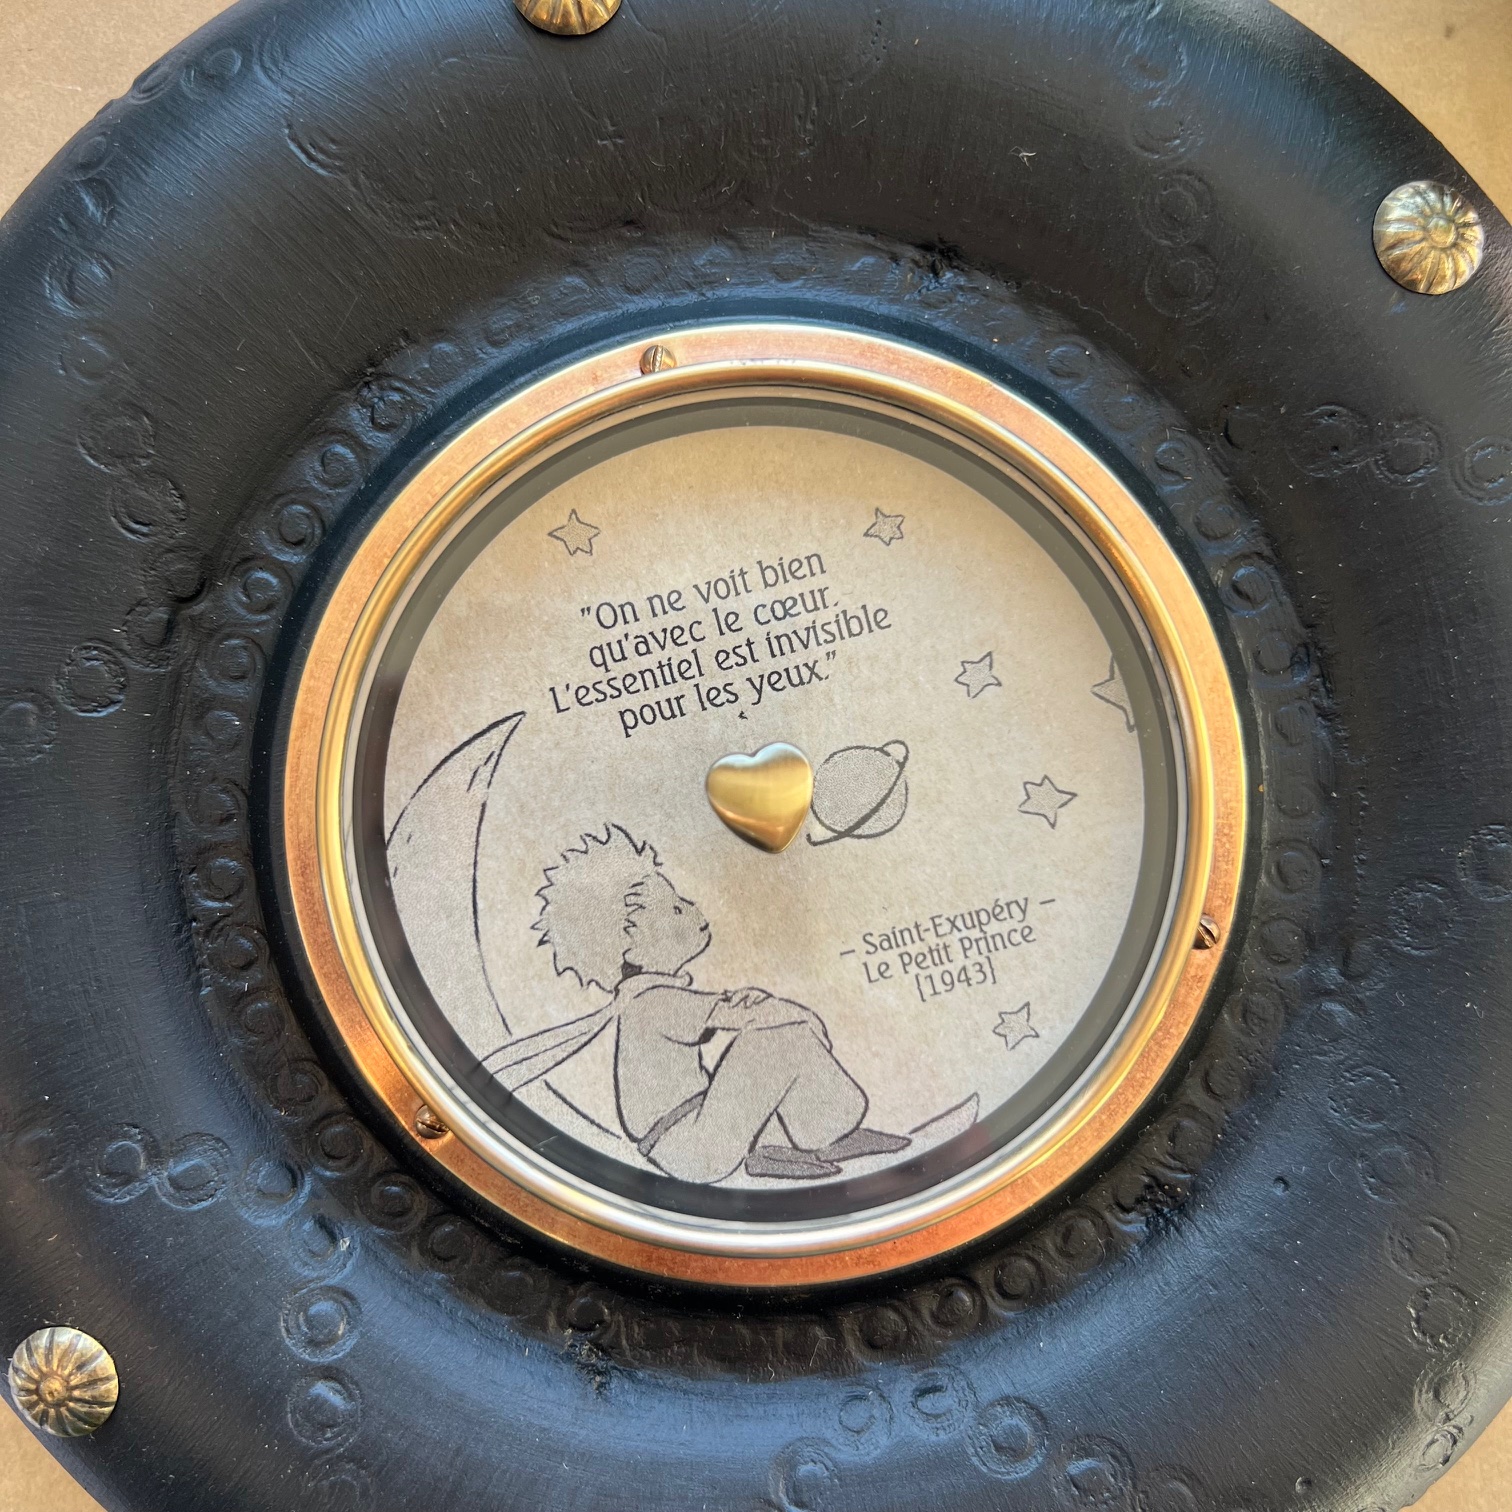 "On ne voit bien
qu'avec le cœur.
L'essentiel est invisible
pour les yeux."
– Saint-Exupéry –
Le Petit Prince
[1943]